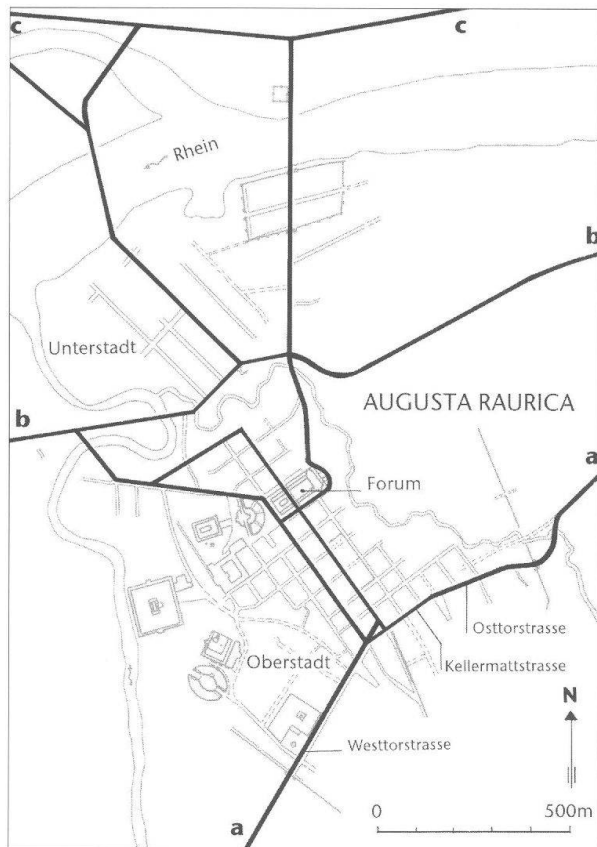 c
c
Rhein
b
Unterstadt
AUGUSTA RAURICA
b
a
Forum
Osttorstrasse
Oberstadt
Kellermattstrasse
N
Westtorstrasse
0 500m
a